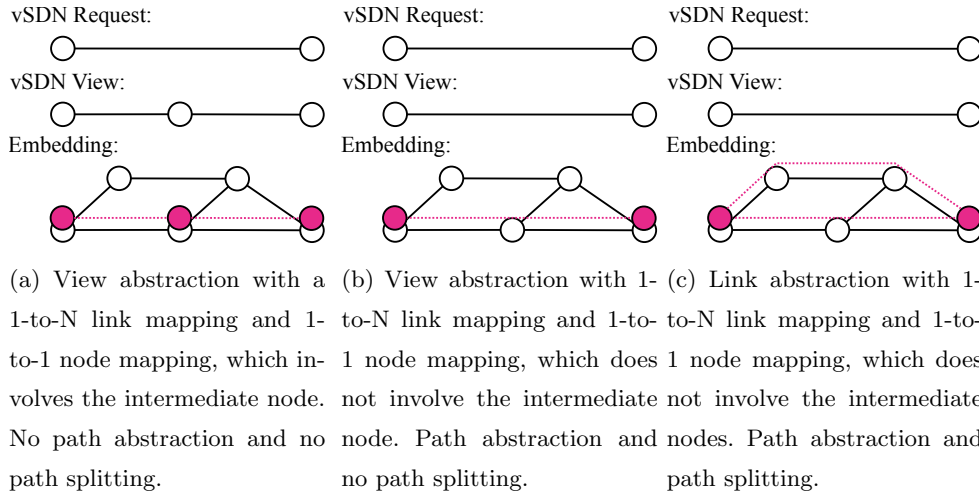 vSDN Request:
vSDN View:
Embedding:
(a) View abstraction with a
1-to-N link mapping and 1-
to-1 node mapping, which in-
volves the intermediate node.
No path abstraction and no
path splitting.
vSDN Request:
vSDN View:
Embedding:
(b) View abstraction with 1-
to-N link mapping and 1-to-
1 node mapping, which does
not involve the intermediate
node. Path abstraction and
no path splitting.
vSDN Request:
vSDN View:
Embedding:
(c) Link abstraction with 1-
to-N link mapping and 1-to-
1 node mapping, which does
not involve the intermediate
nodes. Path abstraction and
path splitting.